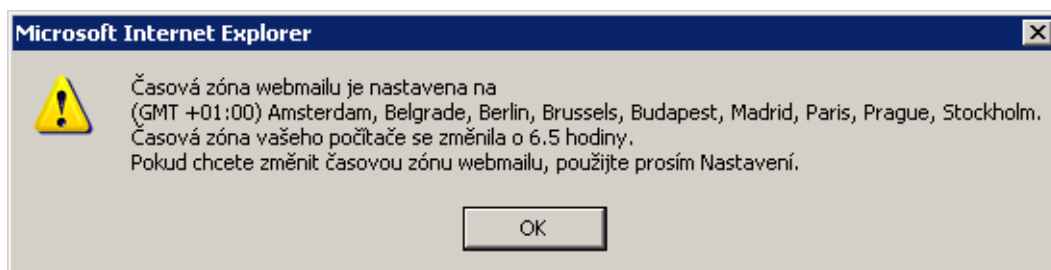 Microsoft Internet Explorer
Časová zóna webmailu je nastavena na
(GMT +01:00) Amsterdam, Belgrade, Berlin, Brussels, Budapest, Madrid, Paris, Prague, Stockholm.
Časová zóna vašeho počítače se změnila o 6.5 hodiny.
Pokud chcete změnit časovou zónu webmailu, použijte prosím Nastavení.
OK